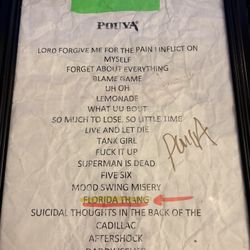 POUYA
LORD FORGIVE ME FOR THE PAIN I INFLICT ON
MYSELF
FORGET ABOUT EVERYTHING
BLAME GAME
UH OH
LEMONADE
WHAT UU BOUT
SO MUCH TO LOSE, SO LITTLE TIME
LIVE AND LET DIE
TANK GIRL
FUCK IT UP
SUPERMAN IS DEAD
PouyA
FIVE SIX
MOOD SWING MISERY
FLORIDA THANG
SUICIDAL THOUGHTS IN THE BACK OF THE
CADILLAC
AFTERSHOCK